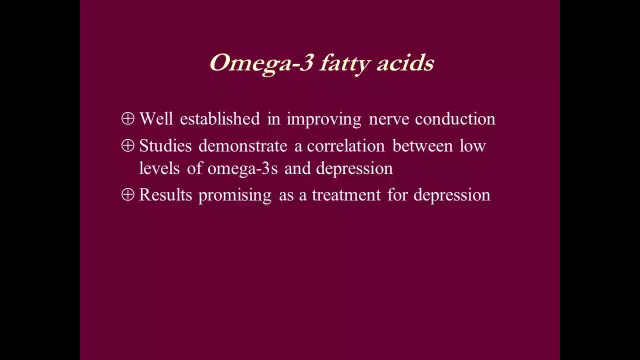 Omega-3 fatty acids
⊕ Well established in improving nerve conduction
⊕ Studies demonstrate a correlation between low
levels of omega-3s and depression
⊕ Results promising as a treatment for depression